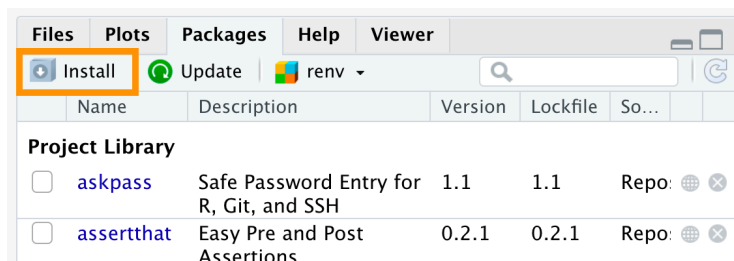 Files Plots Packages Help Viewer
Install Update renv
Name Description Version Lockfile So...
Project Library
askpass Safe Password Entry for 1.1 1.1 Repo
R, Git, and SSH
assertthat Easy Pre and Post 0.2.1 0.2.1 Repo
Assertions